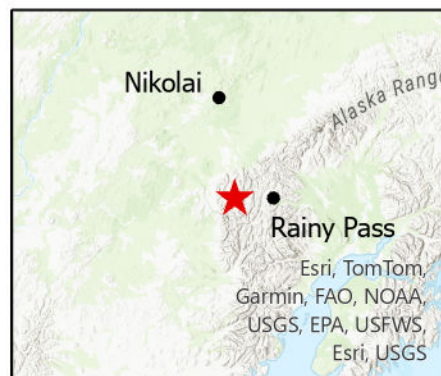 Nikolai
Alaska Range
Rainy Pass
Esri, TomTom,
Garmin, FAO, NOAA,
USGS, EPA, USFWS,
Esri, USGS